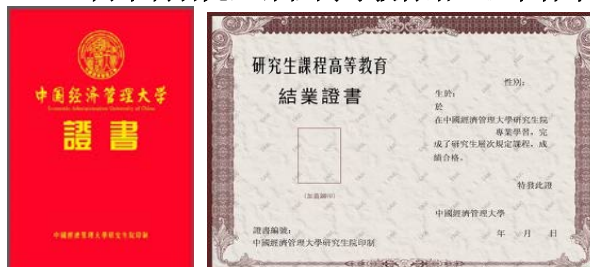 中國经济管理大学
Economic Administration University of China
證 書
中國經濟管理大學研究生院印制
研究生課程高等教育
結業證書
性別:
生於:
於
在中國經濟管理大學研究生院
專業學習, 完
成了研究生層次規定課程, 成
績合格。
特發此證
(加蓋鋼印)
中國經濟管理大學
年 月 日
證書編號:
中國經濟管理大學研究生院印制